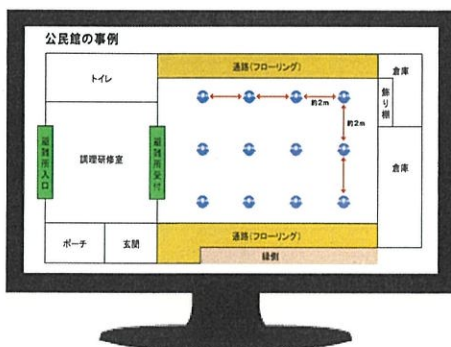 公民館の事例
通路(フローリング)
トイレ
倉庫
飾り棚
約2m
約2m
避難所入口
調理研修室
避難所受付
倉庫
ポーチ
玄関
通路(フローリング)
縁側